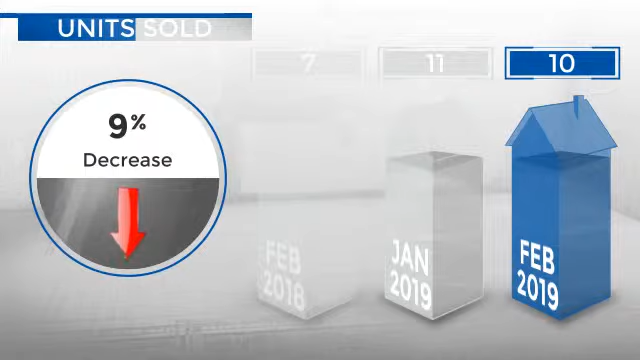 UNITS SOLD
7
11
10
9%
Decrease
FEB
2018
JAN
2019
FEB
2019